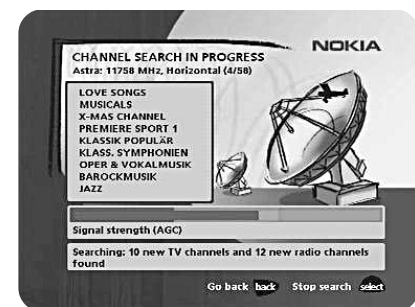 NOKIA
CHANNEL SEARCH IN PROGRESS
Astra: 11758 MHz, Horizontal (4/58)
LOVE SONGS
MUSICALS
X-MAS CHANNEL
PREMIERE SPORT 1
KLASSIK POPULÄR
KLASS. SYMPHONIEN
OPER & VOKALMUSIK
BAROCKMUSIK
JAZZ
Signal strength (AGC)
Searching: 10 new TV channels and 12 new radio channels
found
Go back back Stop search select